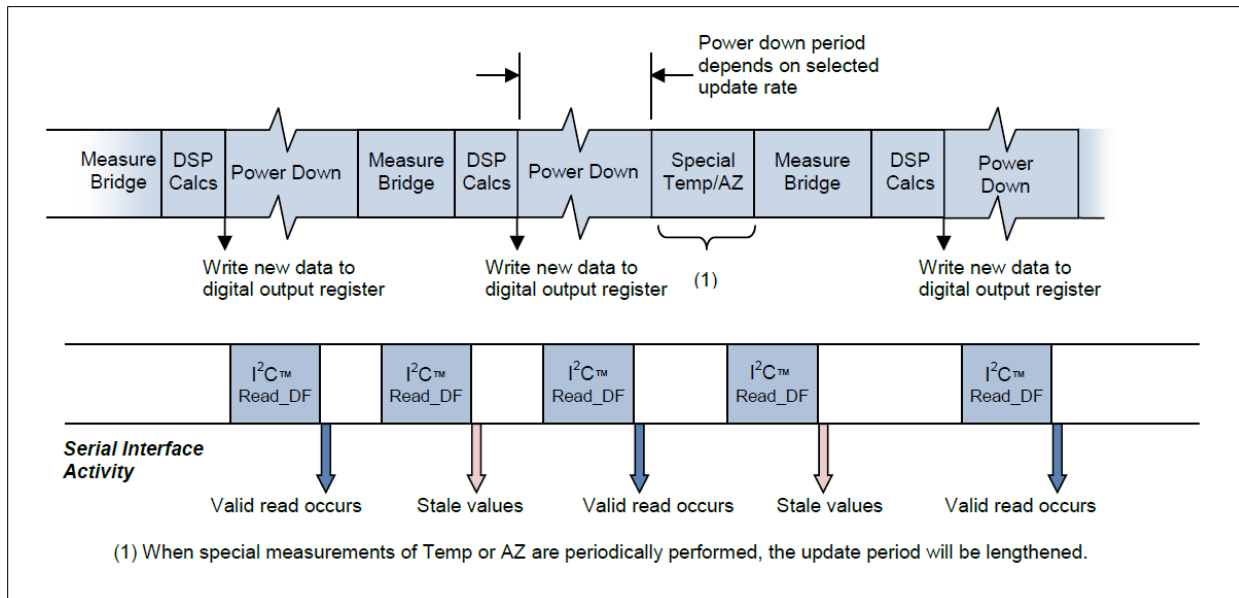 Power down period
depends on selected
update rate
Measure
Bridge
DSP
Calcs
Power Down
Measure
Bridge
DSP
Calcs
Power Down
Special
Temp/AZ
Measure
Bridge
DSP
Calcs
Power
Down
Write new data to
digital output register
Write new data to
digital output register
(1)
Write new data to
digital output register
I²C™
Read_DF
I²C™
Read_DF
I²C™
Read_DF
I²C™
Read_DF
I²C™
Read_DF
Serial Interface
Activity
Valid read occurs
Stale values
Valid read occurs
Stale values
Valid read occurs
(1) When special measurements of Temp or AZ are periodically performed, the update period will be lengthened.